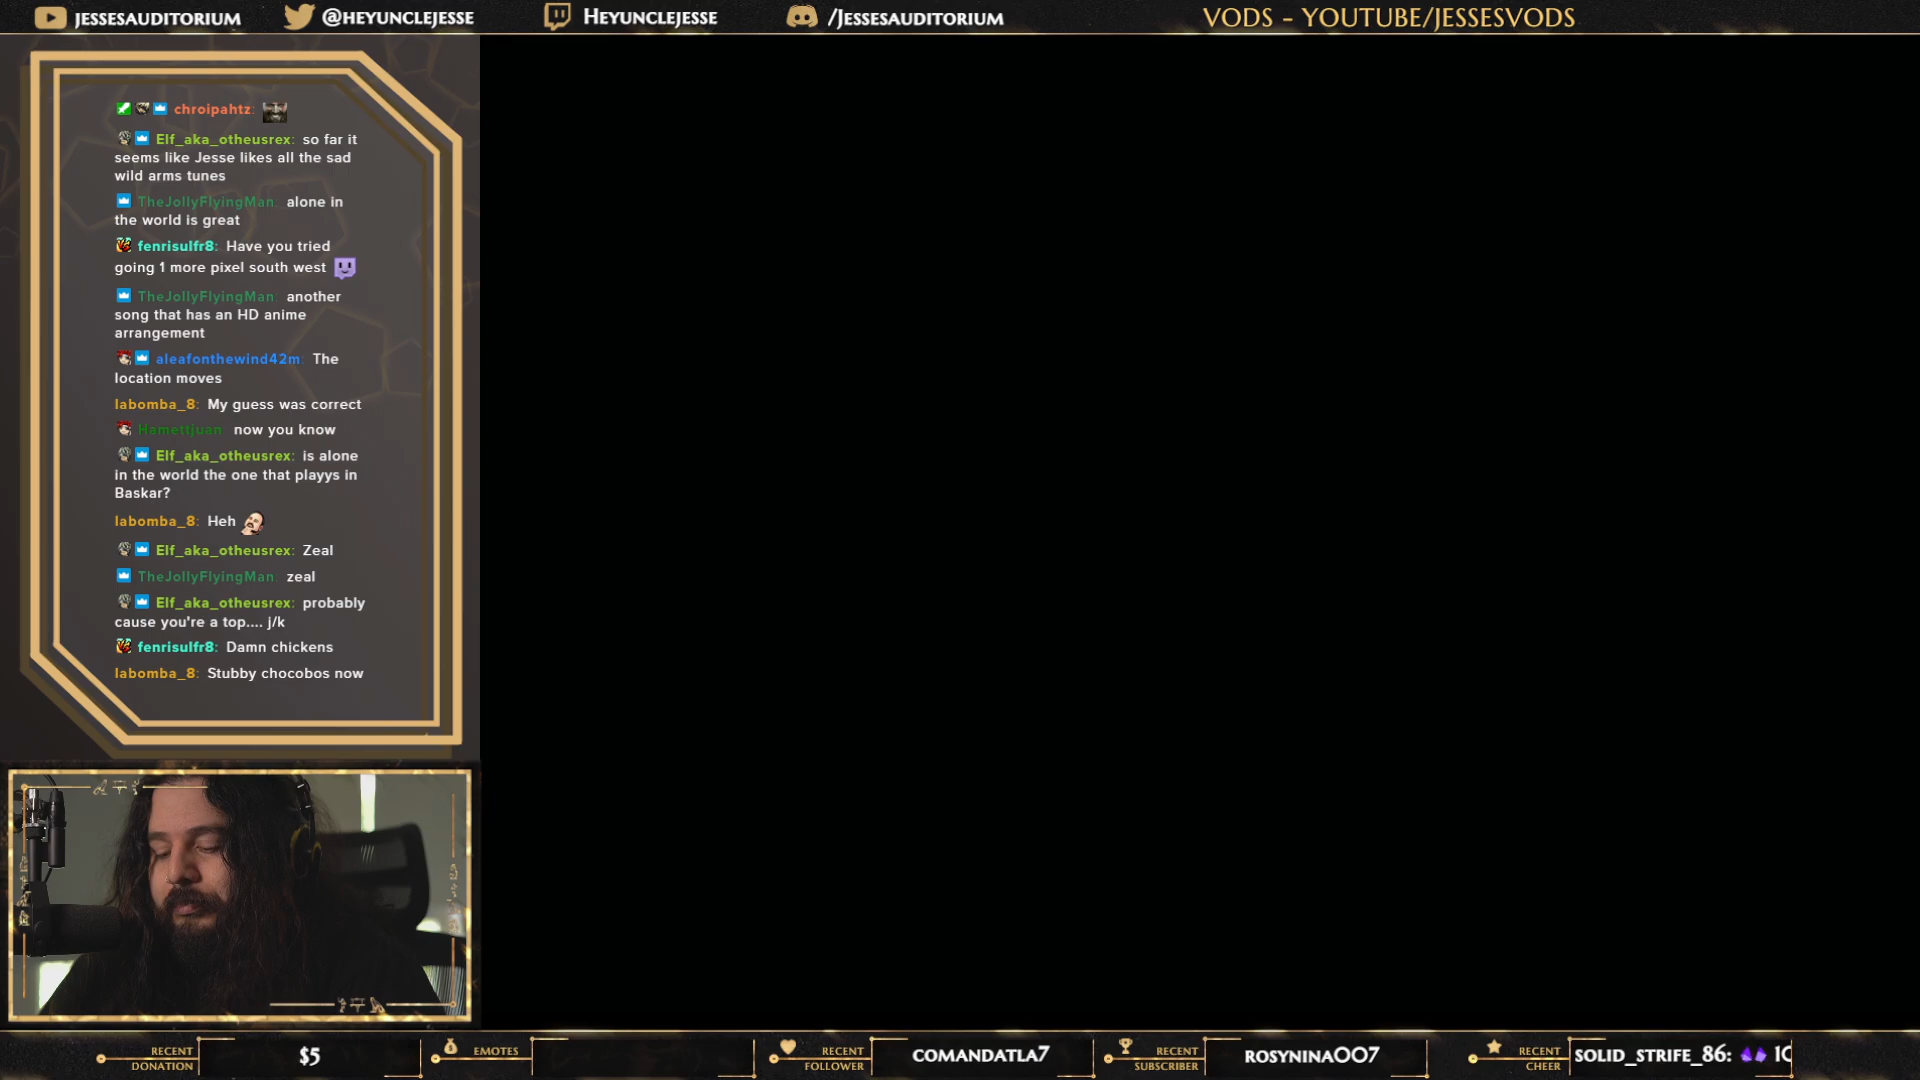 JESSESAUDITORIUM @HEYUNCLEJESSE HEYUNCLEJESSE /JESSESAUDITORIUM VODS - YOUTUBE/JESSESVODS
chroipahtz:
Elf_aka_otheusrex: so far it
seems like Jesse likes all the sad
wild arms tunes
TheJollyFlyingMan: alone in
the world is great
fenrisulfr8: Have you tried
going 1 more pixel south west
TheJollyFlyingMan: another
song that has an HD anime
arrangement
aleafonthewind42m: The
location moves
labomba_8: My guess was correct
Hamettjuan: now you know
Elf_aka_otheusrex: is alone
in the world the one that playys in
Baskar?
labomba_8: Heh
Elf_aka_otheusrex: Zeal
TheJollyFlyingMan: zeal
Elf_aka_otheusrex: probably
cause you're a top.... j/k
fenrisulfr8: Damn chickens
labomba_8: Stubby chocobos now
RECENT
DONATION
$5
EMOTES
RECENT
FOLLOWER
COMANDATLA7
RECENT
SUBSCRIBER
ROSYNINA007
RECENT
CHEER
SOLID_STRIFE_86: